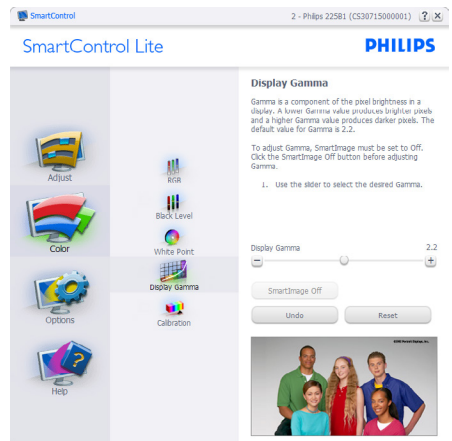 SmartControl
2 - Philips 225B1 (CS30715000001)
?
X
SmartControl Lite
PHILIPS
Adjust
Color
Options
Help
RGB
Black Level
White Point
Display Gamma
Calibration
Display Gamma
Gamma is a component of the pixel brightness in a
display. A lower Gamma value produces brighter pixels
and a higher Gamma value produces darker pixels. The
default value for Gamma is 2.2.
To adjust Gamma, SmartImage must be set to Off.
Click the SmartImage Off button before adjusting
Gamma.
1. Use the slider to select the desired Gamma.
Display Gamma
2.2
SmartImage Off
Undo
Reset